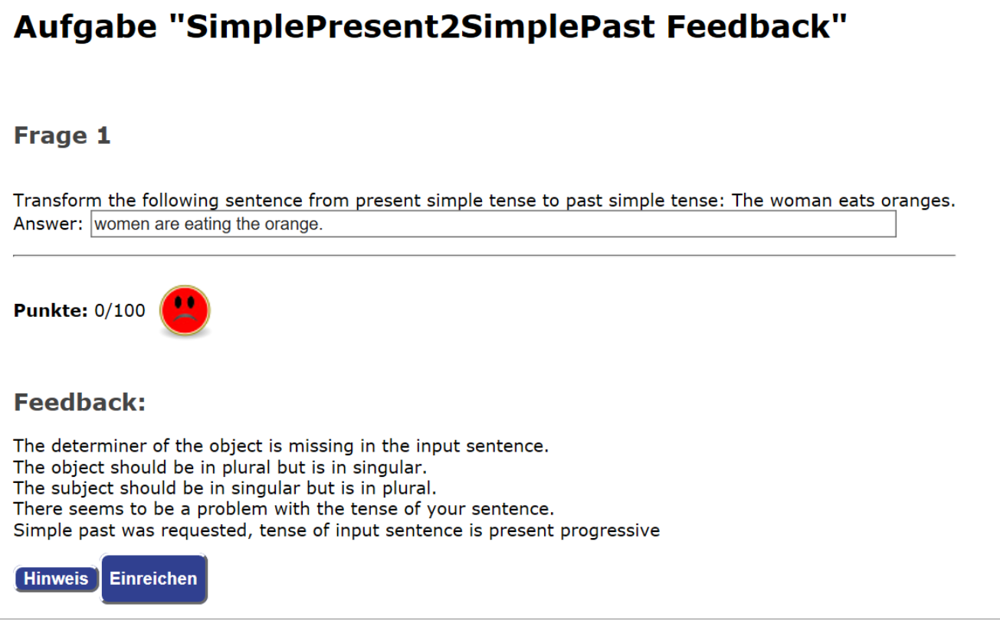 Aufgabe "SimplePresent2SimplePast Feedback"
Frage 1
Transform the following sentence from present simple tense to past simple tense: The woman eats oranges.
Answer: women are eating the orange.
Punkte: 0/100
Feedback:
The determiner of the object is missing in the input sentence.
The object should be in plural but is in singular.
The subject should be in singular but is in plural.
There seems to be a problem with the tense of your sentence.
Simple past was requested, tense of input sentence is present progressive
Hinweis Einreichen